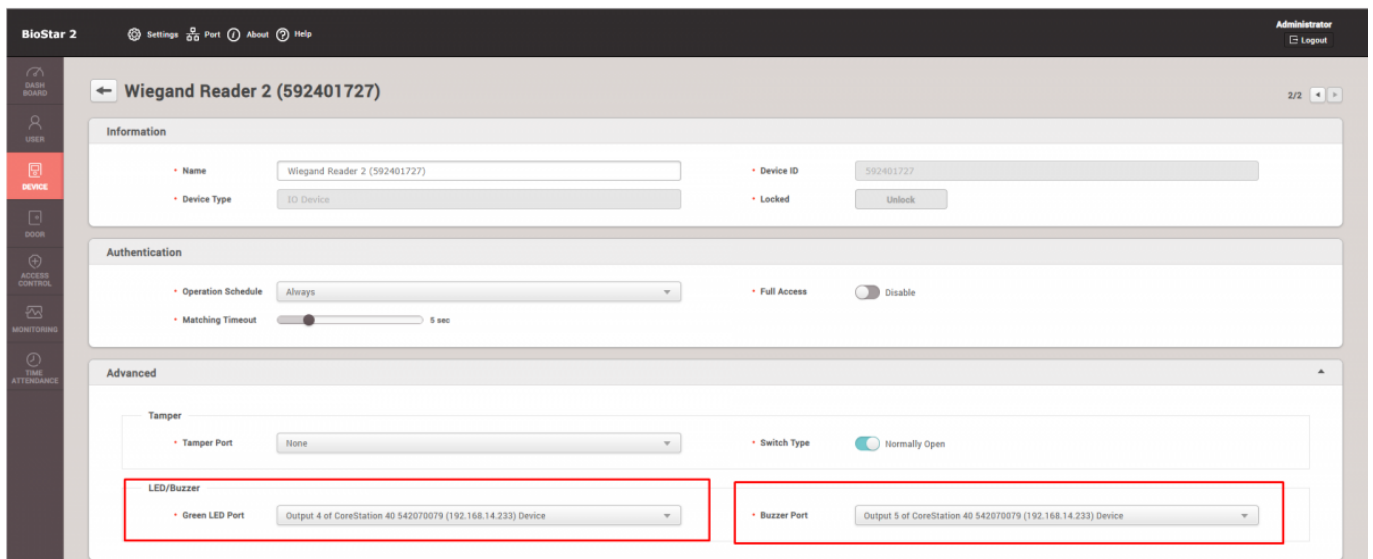 BioStar 2
Settings Port About Help
Administrator
Logout
DASH
BOARD
USER
DEVICE
DOOR
ACCESS
CONTROL
MONITORING
TIME
ATTENDANCE
Wiegand Reader 2 (592401727)
2/2
Information
Name Wiegand Reader 2 (592401727) Device ID 592401727
Device Type IO Device Locked Unlock
Authentication
Operation Schedule Always Full Access Disable
Matching Timeout 5 sec
Advanced
Tamper
Tamper Port None Switch Type Normally Open
LED/Buzzer
Green LED Port Output 4 of CoreStation 40 542070079 (192.168.14.233) Device Buzzer Port Output 5 of CoreStation 40 542070079 (192.168.14.233) Device